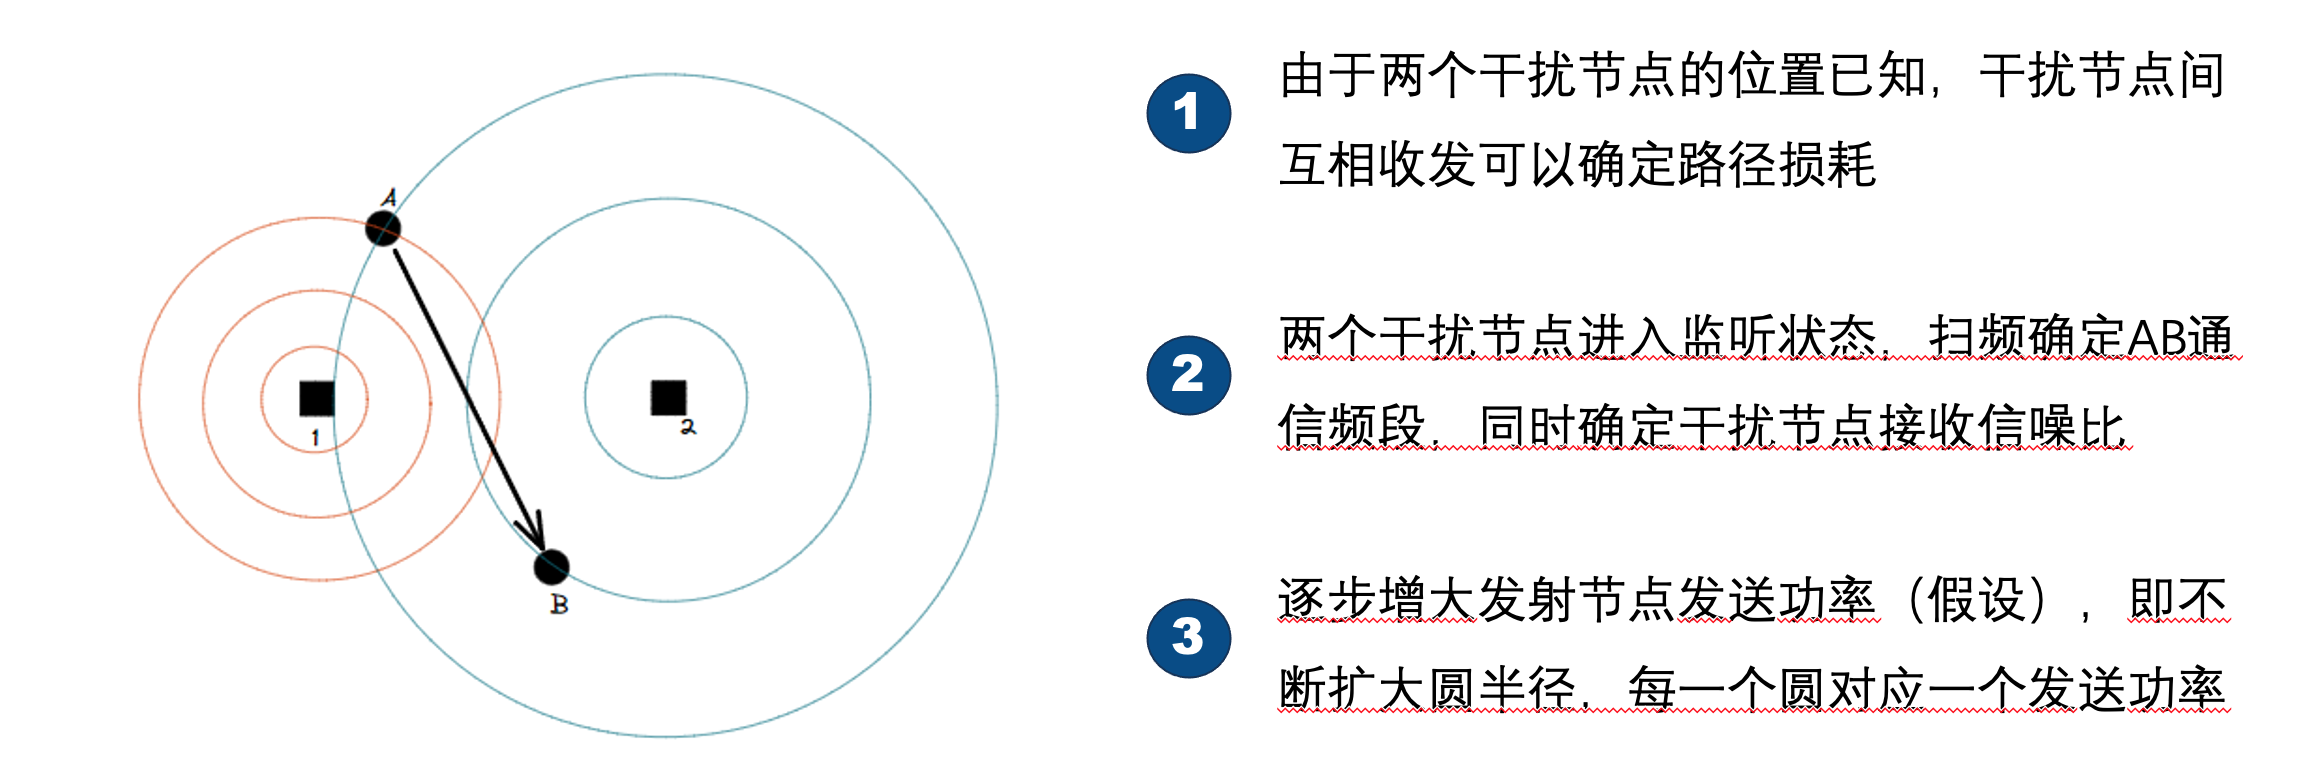 A
1
2
B
1
由于两个干扰节点的位置已知，干扰节点间
互相收发可以确定路径损耗
2
两个干扰节点进入监听状态，扫频确定AB通
信频段，同时确定干扰节点接收信噪比
3
逐步增大发射节点发送功率（假设），即不
断扩大圆半径，每一个圆对应一个发送功率